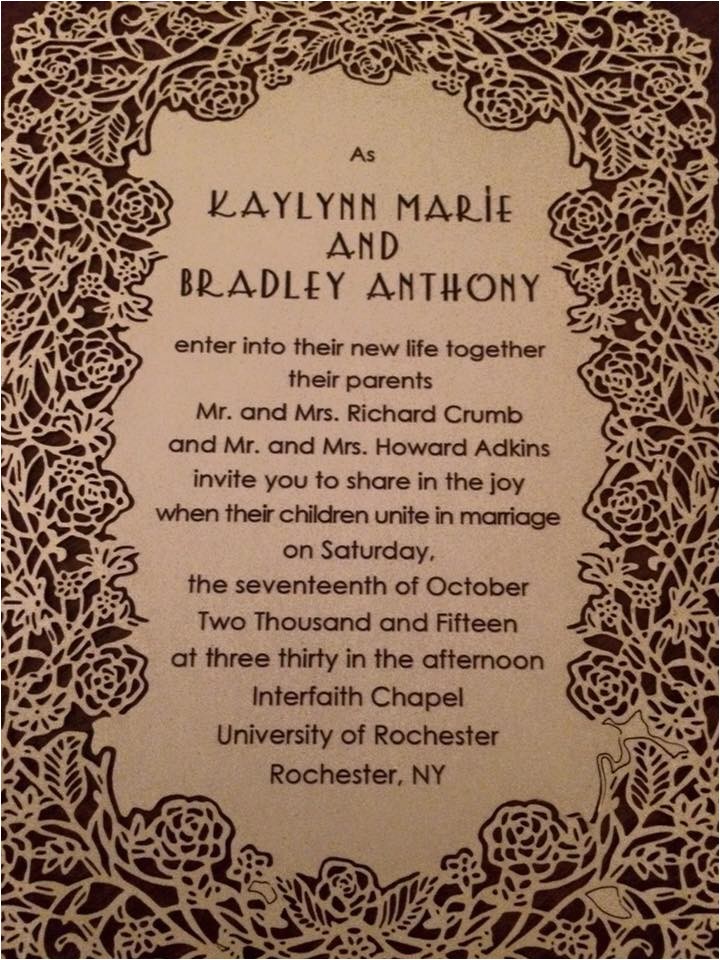 As
KAYLYNN MARiE
AND
BRADLEY ANTHONY
enter into their new life together
their parents
Mr. and Mrs. Richard Crumb
and Mr. and Mrs. Howard Adkins
invite you to share in the joy
when their children unite in marriage
on Saturday,
the seventeenth of October
Two Thousand and Fifteen
at three thirty in the afternoon
Interfaith Chapel
University of Rochester
Rochester, NY